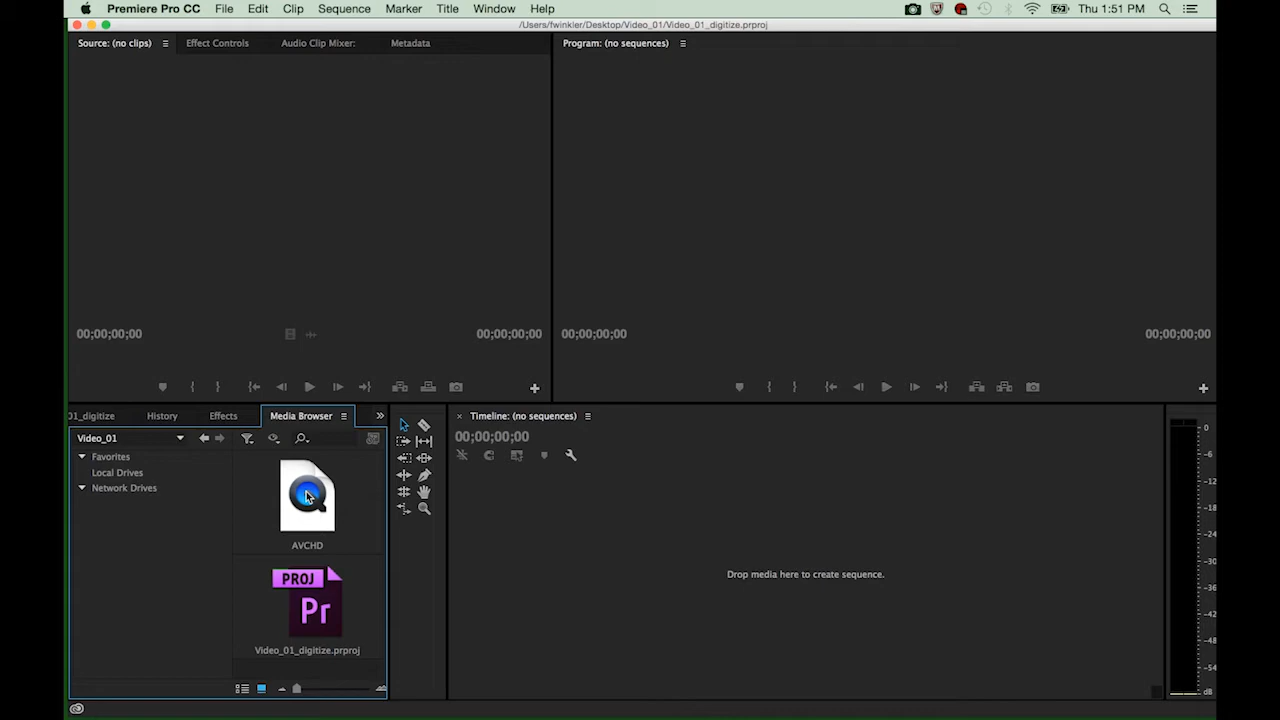 Premiere Pro CC File Edit Clip Sequence Marker Title Window Help Thu 1:51 PM
/Users/fwinkler/Desktop/Video_01/Video_01_digitize.prproj
Source: (no clips) Effect Controls Audio Clip Mixer: Metadata
Program: (no sequences)
00;00;00;00 00;00;00;00
00;00;00;00 00;00;00;00
01_digitize History Effects Media Browser
Video_01
Favorites
Local Drives
Network Drives
AVCHD
PROJ
Pr
Video_01_digitize.prproj
Timeline: (no sequences)
00;00;00;00
Drop media here to create sequence.
0
-6
-12
-18
-24
-30
-36
-42
-48
-54
dB